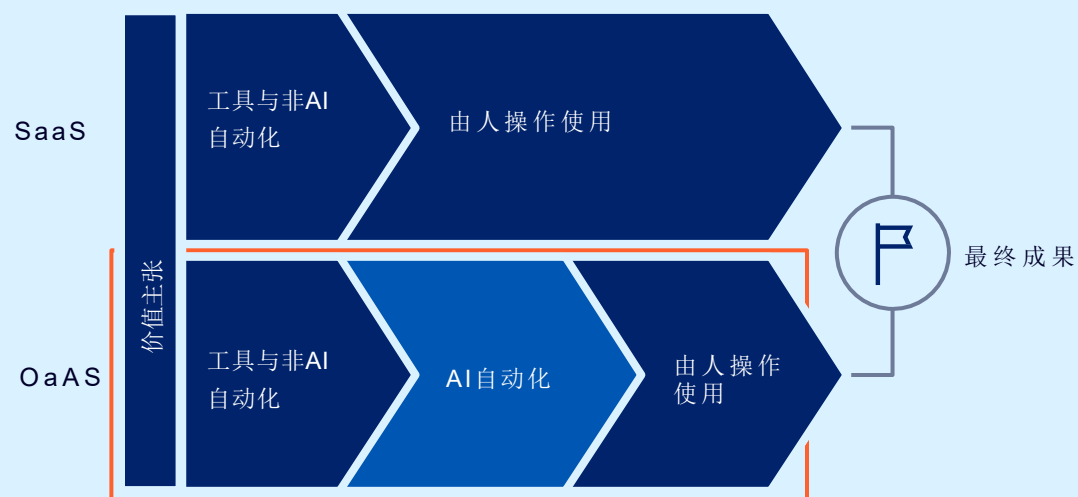 SaaS
工具与非AI
自动化
由人操作使用
价值主张
最终成果
OaAS
工具与非AI
自动化
AI自动化
由人操作
使用